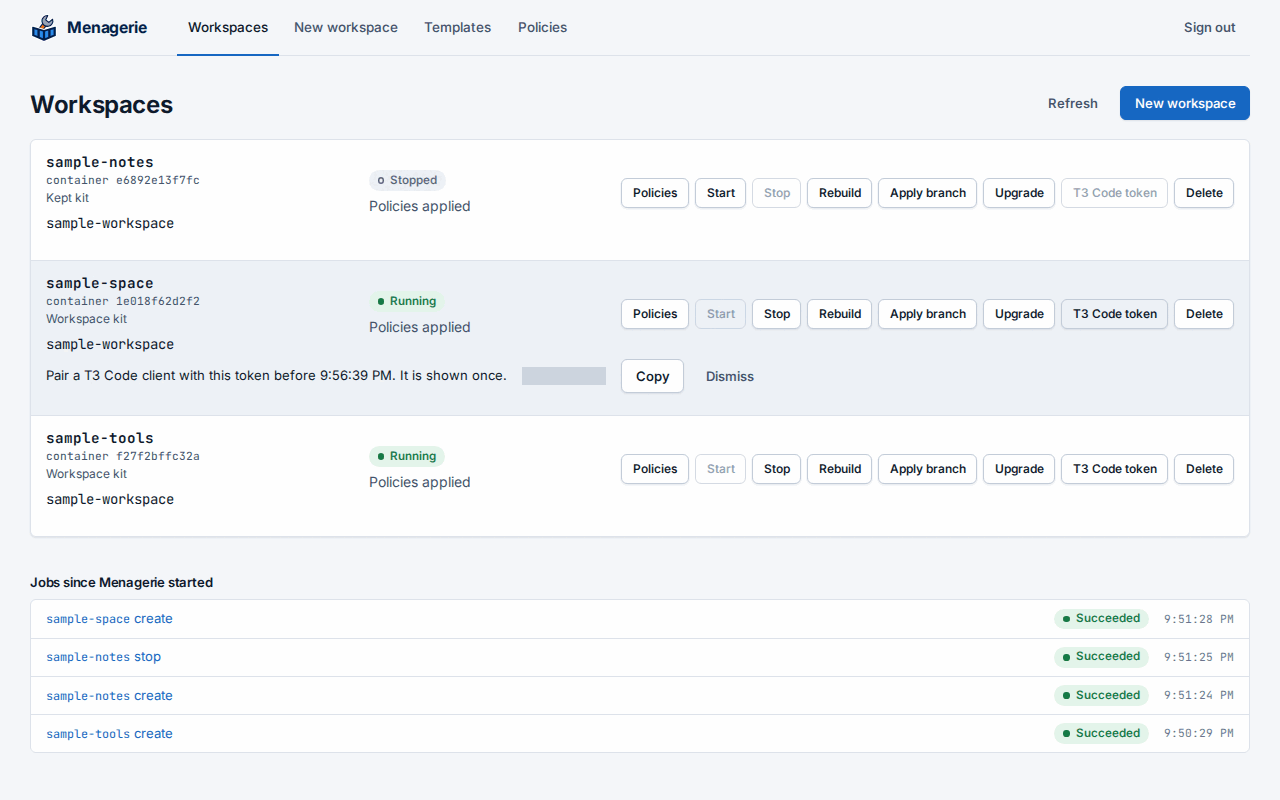 Menagerie
Workspaces
New workspace
Templates
Policies
Sign out
Workspaces
Refresh
New workspace
sample-notes
container e6892e13f7fc
Kept kit
sample-workspace
Stopped
Policies applied
Policies
Start
Stop
Rebuild
Apply branch
Upgrade
T3 Code token
Delete
sample-space
container 1e018f62d2f2
Workspace kit
sample-workspace
Running
Policies applied
Policies
Start
Stop
Rebuild
Apply branch
Upgrade
T3 Code token
Delete
Pair a T3 Code client with this token before 9:56:39 PM. It is shown once.
Copy
Dismiss
sample-tools
container f27f2bffc32a
Workspace kit
sample-workspace
Running
Policies applied
Policies
Start
Stop
Rebuild
Apply branch
Upgrade
T3 Code token
Delete
Jobs since Menagerie started
sample-space create
Succeeded
9:51:28 PM
sample-notes stop
Succeeded
9:51:25 PM
sample-notes create
Succeeded
9:51:24 PM
sample-tools create
Succeeded
9:50:29 PM